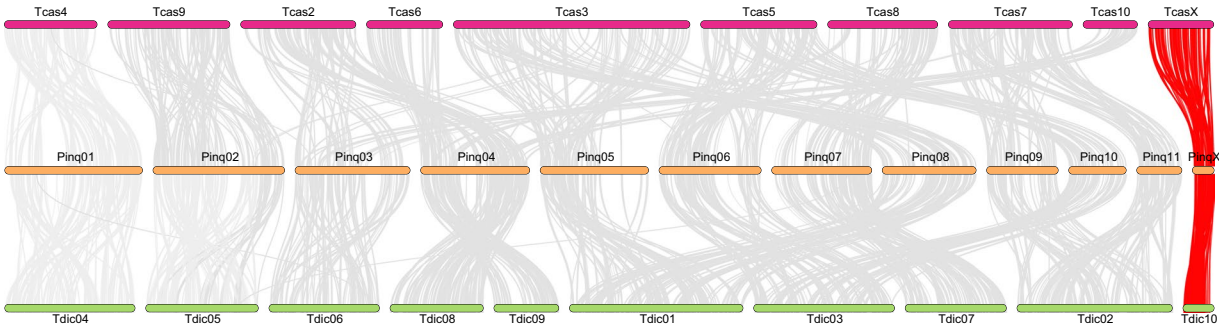 Tcas4 Tcas9 Tcas2 Tcas6 Tcas3 Tcas5 Tcas8 Tcas7 Tcas10 TcasX
Pinq01 Pinq02 Pinq03 Pinq04 Pinq05 Pinq06 Pinq07 Pinq08 Pinq09 Pinq10 Pinq11 PinqX
Tdic04 Tdic05 Tdic06 Tdic08 Tdic09 Tdic01 Tdic03 Tdic07 Tdic02 Tdic10